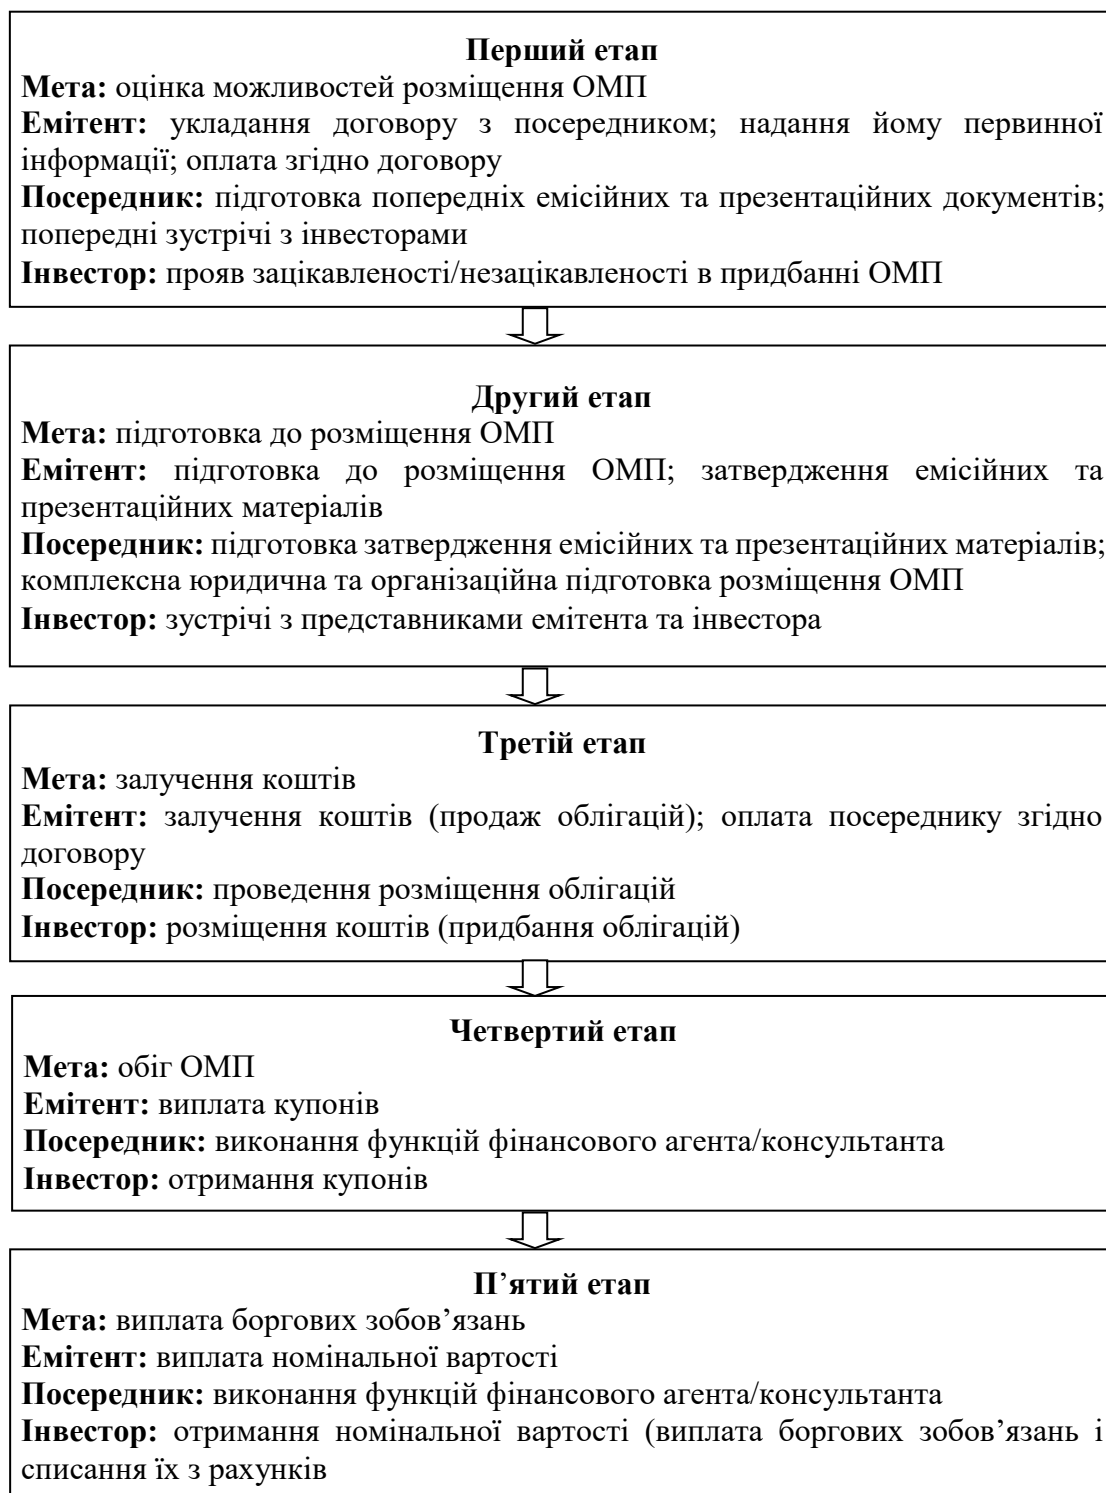 Перший етап
Мета: оцінка можливостей розміщення ОМП
Емітент: укладання договору з посередником; надання йому первинної
інформації; оплата згідно договору
Посередник: підготовка попередніх емісійних та презентаційних документів;
попередні зустрічі з інвесторами
Інвестор: прояв зацікавленості/незацікавленості в придбанні ОМП
Другий етап
Мета: підготовка до розміщення ОМП
Емітент: підготовка до розміщення ОМП; затвердження емісійних та
презентаційних матеріалів
Посередник: підготовка затвердження емісійних та презентаційних матеріалів;
комплексна юридична та організаційна підготовка розміщення ОМП
Інвестор: зустрічі з представниками емітента та інвестора
Третій етап
Мета: залучення коштів
Емітент: залучення коштів (продаж облігацій); оплата посереднику згідно
договору
Посередник: проведення розміщення облігацій
Інвестор: розміщення коштів (придбання облігацій)
Четвертий етап
Мета: обіг ОМП
Емітент: виплата купонів
Посередник: виконання функцій фінансового агента/консультанта
Інвестор: отримання купонів
П’ятий етап
Мета: виплата боргових зобов’язань
Емітент: виплата номінальної вартості
Посередник: виконання функцій фінансового агента/консультанта
Інвестор: отримання номінальної вартості (виплата боргових зобов’язань і
списання їх з рахунків